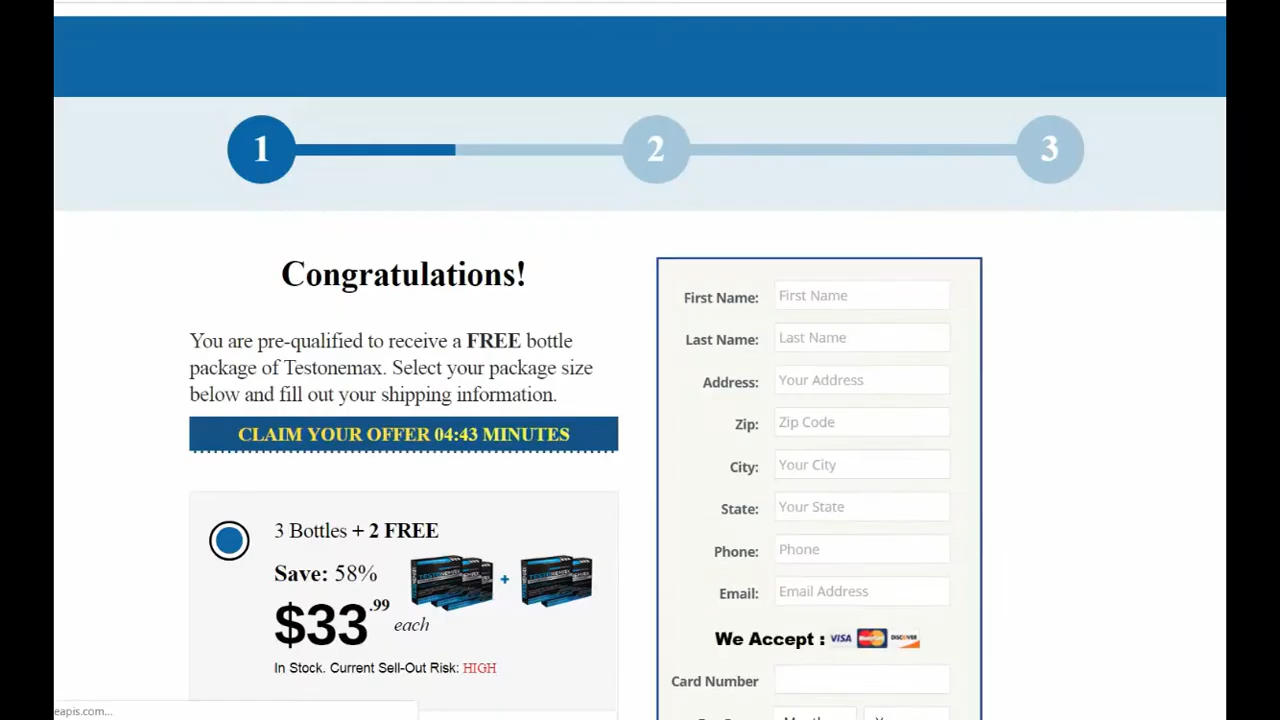 1
2
3
Congratulations!
You are pre-qualified to receive a FREE bottle
package of Testonemax. Select your package size
below and fill out your shipping information.
CLAIM YOUR OFFER 04:43 MINUTES
3 Bottles + 2 FREE
Save: 58%
TESTONEMAX
+
TESTONEMAX
$33.99
each
In Stock. Current Sell-Out Risk: HIGH
First Name: First Name
Last Name: Last Name
Address: Your Address
Zip: Zip Code
City: Your City
State: Your State
Phone: Phone
Email: Email Address
We Accept : VISA MasterCard DISCOVER
Card Number
eapis.com...